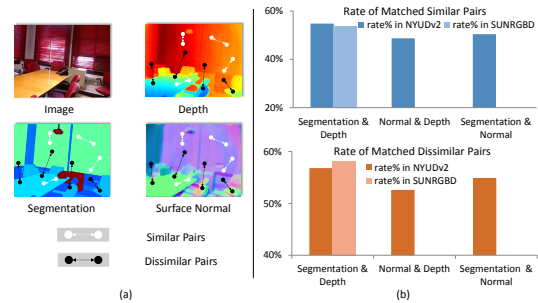 (a)
Image
Depth
Segmentation
Surface Normal
Similar Pairs
Dissimilar Pairs
(a)
(b)
Rate of Matched Similar Pairs
60%
rate% in NYUDv2
rate% in SUNRGBD
40%
20%
Segmentation &
Depth
Normal & Depth
Segmentation &
Normal
Rate of Matched Dissimilar Pairs
60%
rate% in NYUDv2
rate% in SUNRGBD
50%
40%
Segmentation &
Depth
Normal & Depth
Segmentation
& Normal
(b)